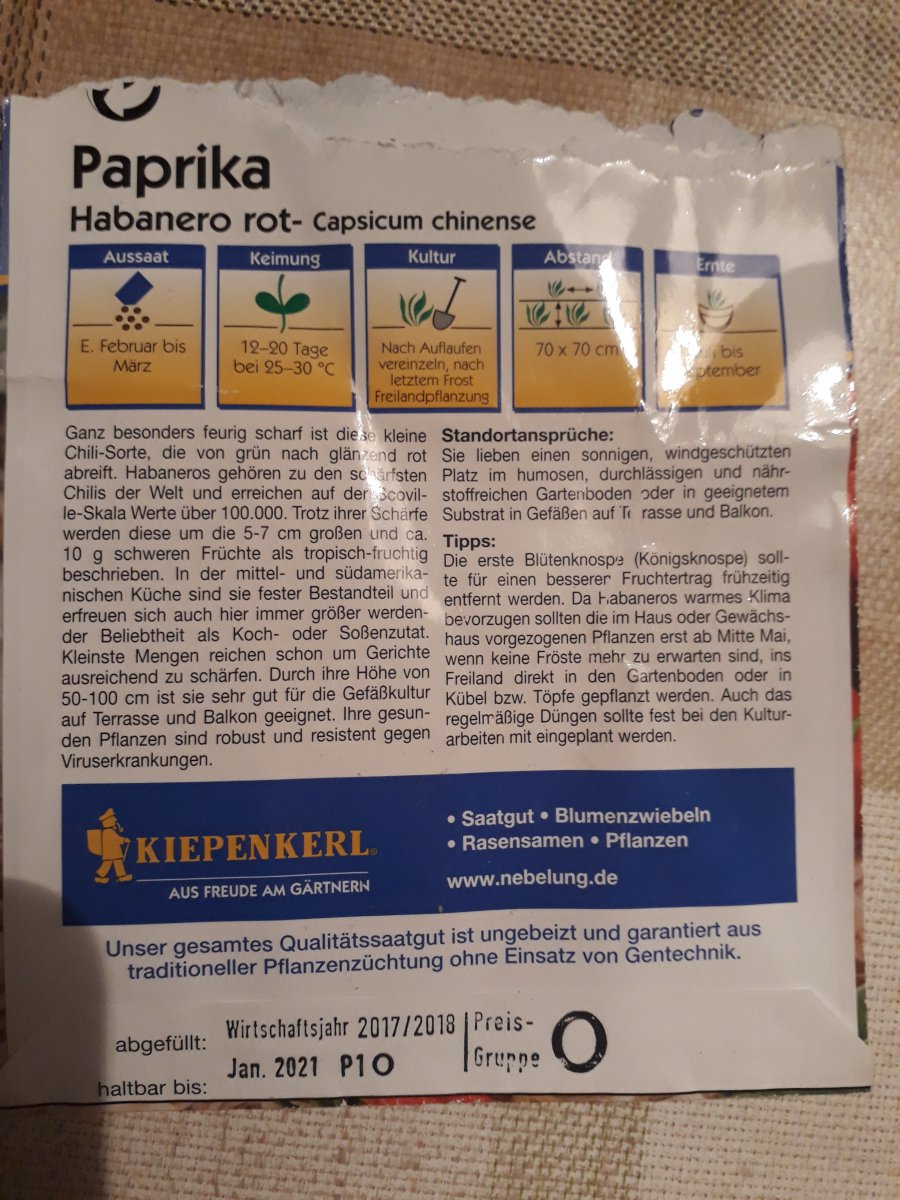 Paprika
Habanero rot- Capsicum chinense
Aussaat
E. Februar bis
März
Keimung
12–20 Tage
bei 25–30 °C
Kultur
Nach Auflaufen
vereinzeln, nach
letztem Frost
Freilandpflanzung
Abstand
70 x 70 cm
Ernte
bis
Ganz besonders feurig scharf ist diese kleine
Chili-Sorte, die von grün nach glänzend rot
abreift. Habaneros gehören zu den schärfsten
Chilis der Welt und erreichen auf der Scovil-
le-Skala Werte über 100.000. Trotz ihrer Schärfe
werden diese um die 5-7 cm großen und ca.
10 g schweren Früchte als tropisch-fruchtig
beschrieben. In der mittel- und südamerika-
nischen Küche sind sie fester Bestandteil und
erfreuen sich auch hier immer größer werden-
der Beliebtheit als Koch- oder Soßenzutat.
Kleinste Mengen reichen schon um Gerichte
ausreichend zu schärfen. Durch ihre Höhe von
50-100 cm ist sie sehr gut für die Gefäßkultur
auf Terrasse und Balkon geeignet. Ihre gesun-
den Pflanzen sind robust und resistent gegen
Viruserkrankungen.
Standortansprüche:
Sie lieben einen sonnigen, windgeschützten
Platz im humosen, durchlässigen und nähr-
stoffreichen Gartenboden oder in geeignetem
Substrat in Gefäßen auf Terrasse und Balkon.
Tipps:
Die erste Blütenknospe (Königsknospe) soll-
te für einen besseren Fruchtertrag frühzeitig
entfernt werden. Da Habaneros warmes Klima
bevorzugen sollten die im Haus oder Gewächs-
haus vorgezogenen Pflanzen erst ab Mitte Mai,
wenn keine Fröste mehr zu erwarten sind, ins
Freiland direkt in den Gartenboden oder in
Kübel bzw. Töpfe gepflanzt werden. Auch das
regelmäßige Düngen sollte fest bei den Kultur-
arbeiten mit eingeplant werden.
KIEPENKERL®
AUS FREUDE AM GÄRTNERN
• Saatgut • Blumenzwiebeln
• Rasensamen • Pflanzen
www.nebelung.de
Unser gesamtes Qualitätssaatgut ist ungebeizt und garantiert aus
traditioneller Pflanzenzüchtung ohne Einsatz von Gentechnik.
abgefüllt: Wirtschaftsjahr 2017/2018
haltbar bis: Jan. 2021 P10
Preis-
Gruppe O